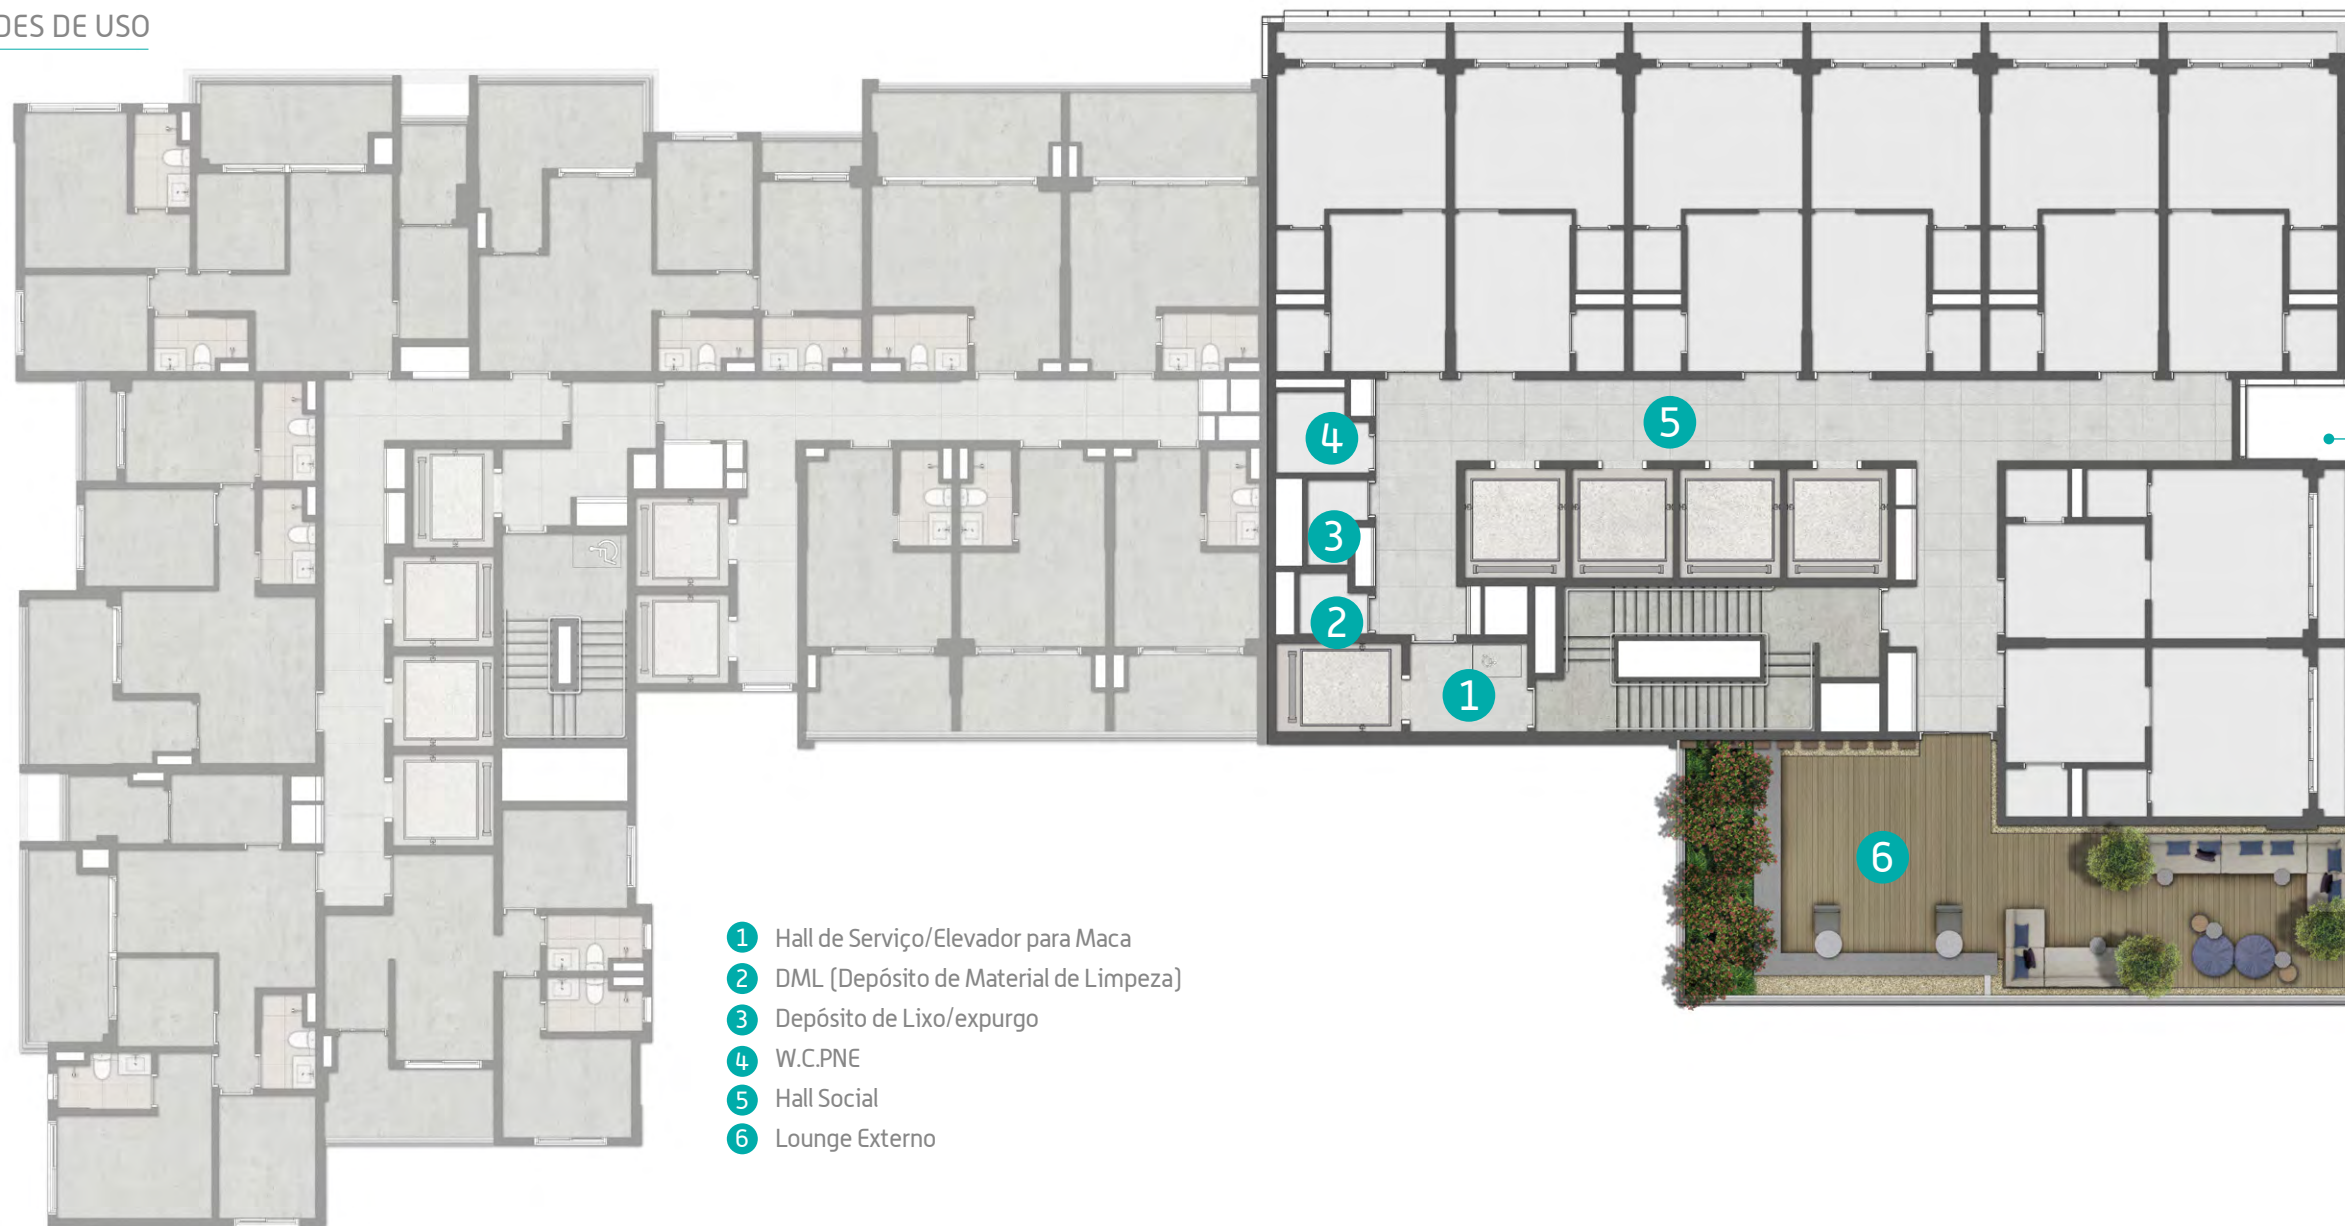 DES DE USO
4
5
3
2
1
6
1 Hall de Serviço/Elevador para Maca
2 DML (Depósito de Material de Limpeza)
3 Depósito de Lixo/expurgo
4 W.C.PNE
5 Hall Social
6 Lounge Externo